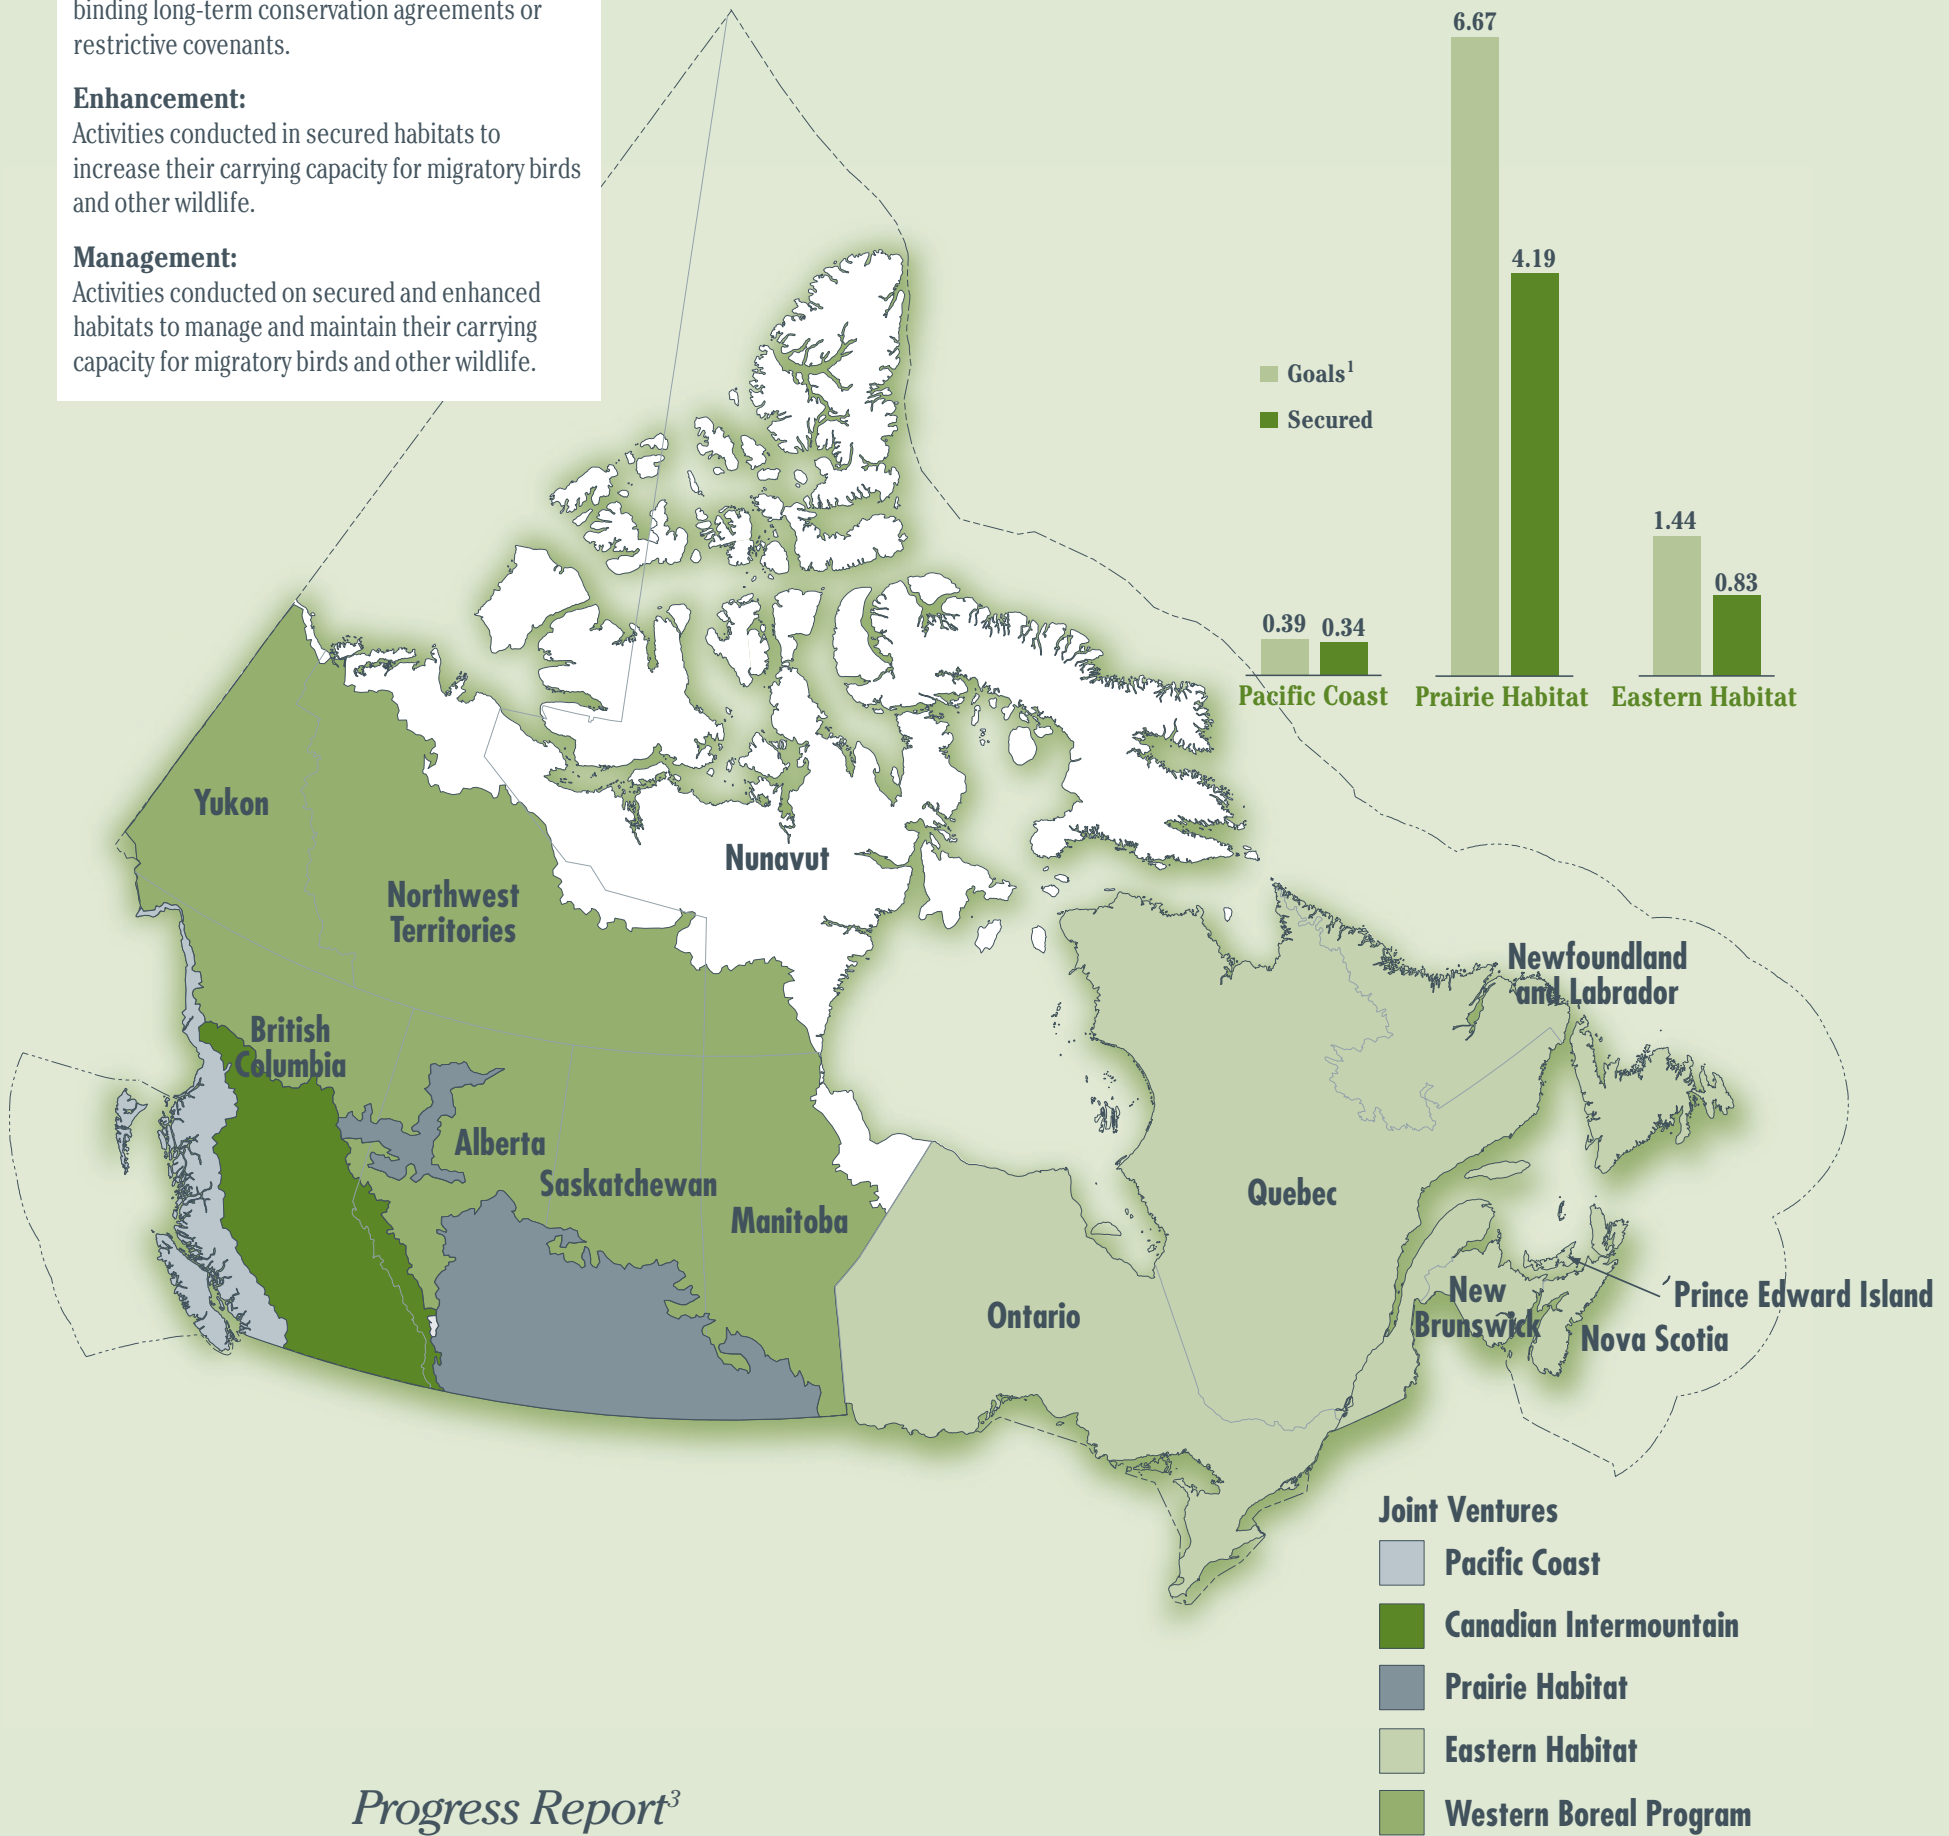 binding long-term conservation agreements or
restrictive covenants.
Enhancement:
Activities conducted in secured habitats to
increase their carrying capacity for migratory birds
and other wildlife.
Management:
Activities conducted on secured and enhanced
habitats to manage and maintain their carrying
capacity for migratory birds and other wildlife.
6.67
4.19
Goals¹
Secured
1.44
0.83
0.39
0.34
Pacific Coast
Prairie Habitat
Eastern Habitat
Yukon
Nunavut
Northwest
Territories
Newfoundland
and Labrador
British
Columbia
Alberta
Saskatchewan
Manitoba
Quebec
Ontario
New
Brunswick
Prince Edward Island
Nova Scotia
Joint Ventures
Pacific Coast
Canadian Intermountain
Prairie Habitat
Eastern Habitat
Western Boreal Program
Progress Report³